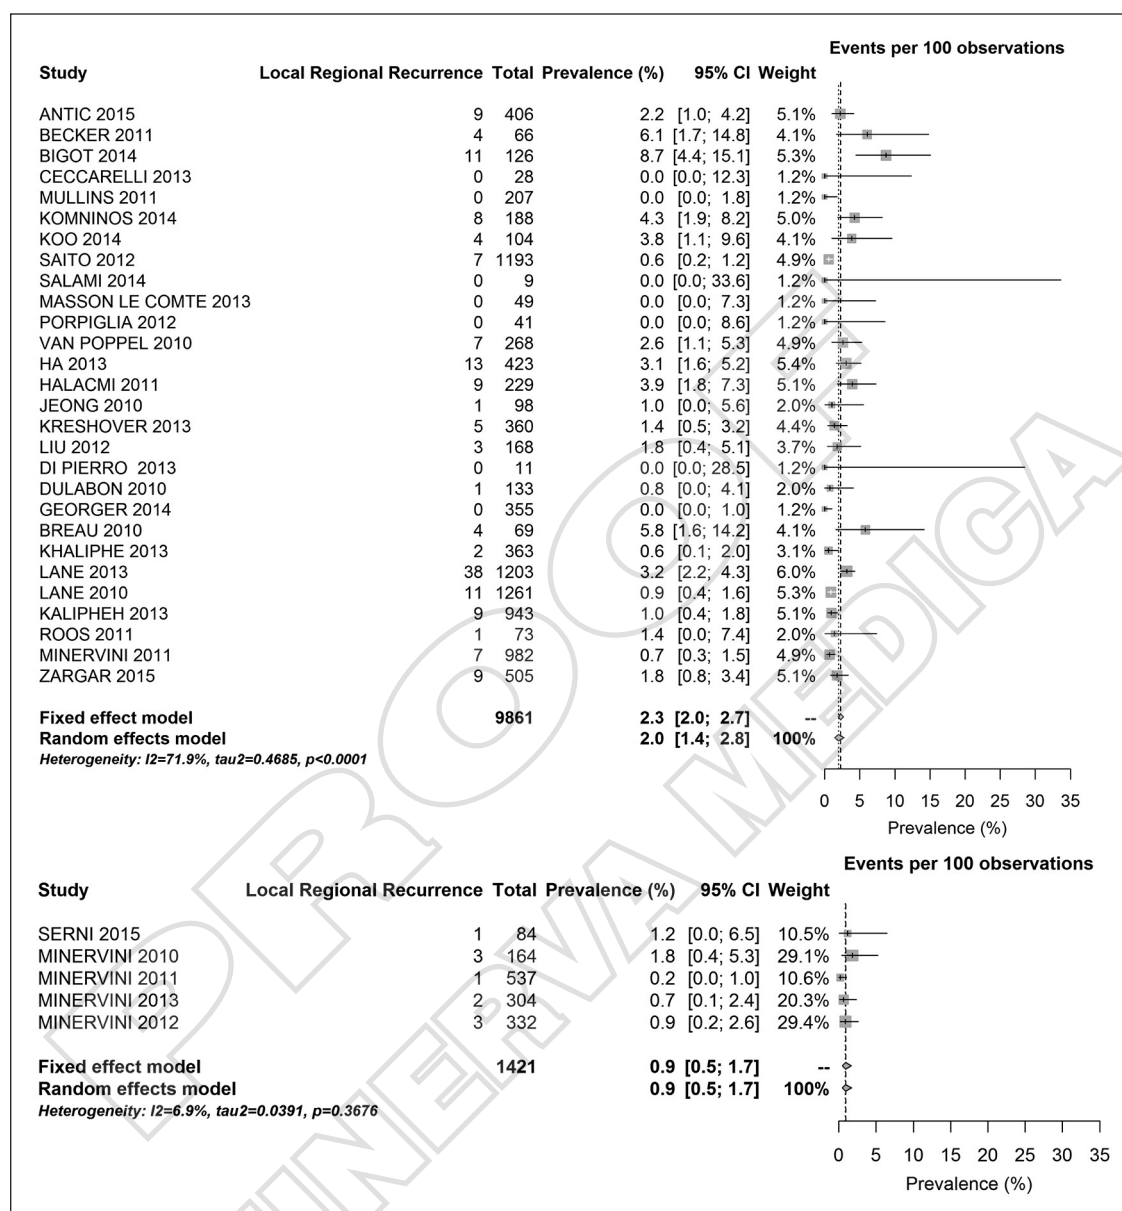 Events per 100 observations
Study Local Regional Recurrence Total Prevalence (%) 95% CI Weight
ANTIC 2015 9 406 2.2 [1.0; 4.2] 5.1%
BECKER 2011 4 66 6.1 [1.7; 14.8] 4.1%
BIGOT 2014 11 126 8.7 [4.4; 15.1] 5.3%
CECCARELLI 2013 0 28 0.0 [0.0; 12.3] 1.2%
MULLINS 2011 0 207 0.0 [0.0; 1.8] 1.2%
KOMNINOS 2014 8 188 4.3 [1.9; 8.2] 5.0%
KOO 2014 4 104 3.8 [1.1; 9.6] 4.1%
SAITO 2012 7 1193 0.6 [0.2; 1.2] 4.9%
SALAMI 2014 0 9 0.0 [0.0; 33.6] 1.2%
MASSON LE COMTE 2013 0 49 0.0 [0.0; 7.3] 1.2%
PORPIGLIA 2012 0 41 0.0 [0.0; 8.6] 1.2%
VAN POPPEL 2010 7 268 2.6 [1.1; 5.3] 4.9%
HA 2013 13 423 3.1 [1.6; 5.2] 5.4%
HALACMI 2011 9 229 3.9 [1.8; 7.3] 5.1%
JEONG 2010 1 98 1.0 [0.0; 5.6] 2.0%
KRESHOVER 2013 5 360 1.4 [0.5; 3.2] 4.4%
LIU 2012 3 168 1.8 [0.4; 5.1] 3.7%
DI PIERRO 2013 0 11 0.0 [0.0; 28.5] 1.2%
DULABON 2010 1 133 0.8 [0.0; 4.1] 2.0%
GEORGER 2014 0 355 0.0 [0.0; 1.0] 1.2%
BREAU 2010 4 69 5.8 [1.6; 14.2] 4.1%
KHALIPHE 2013 2 363 0.6 [0.1; 2.0] 3.1%
LANE 2013 38 1203 3.2 [2.2; 4.3] 6.0%
LANE 2010 11 1261 0.9 [0.4; 1.6] 5.3%
KALIPHEH 2013 9 943 1.0 [0.4; 1.8] 5.1%
ROOS 2011 1 73 1.4 [0.0; 7.4] 2.0%
MINERVINI 2011 7 982 0.7 [0.3; 1.5] 4.9%
ZARGAR 2015 9 505 1.8 [0.8; 3.4] 5.1%
Fixed effect model 9861 2.3 [2.0; 2.7] --
Random effects model 2.0 [1.4; 2.8] 100%
Heterogeneity: I2=71.9%, tau2=0.4685, p<0.0001
0 5 10 15 20 25 30 35
Prevalence (%)
Events per 100 observations
Study Local Regional Recurrence Total Prevalence (%) 95% CI Weight
SERNI 2015 1 84 1.2 [0.0; 6.5] 10.5%
MINERVINI 2010 3 164 1.8 [0.4; 5.3] 29.1%
MINERVINI 2011 1 537 0.2 [0.0; 1.0] 10.6%
MINERVINI 2013 2 304 0.7 [0.1; 2.4] 20.3%
MINERVINI 2012 3 332 0.9 [0.2; 2.6] 29.4%
Fixed effect model 1421 0.9 [0.5; 1.7] --
Random effects model 0.9 [0.5; 1.7] 100%
Heterogeneity: I2=6.9%, tau2=0.0391, p=0.3676
0 5 10 15 20 25 30 35
Prevalence (%)
PROOF
MINERVA MEDICA